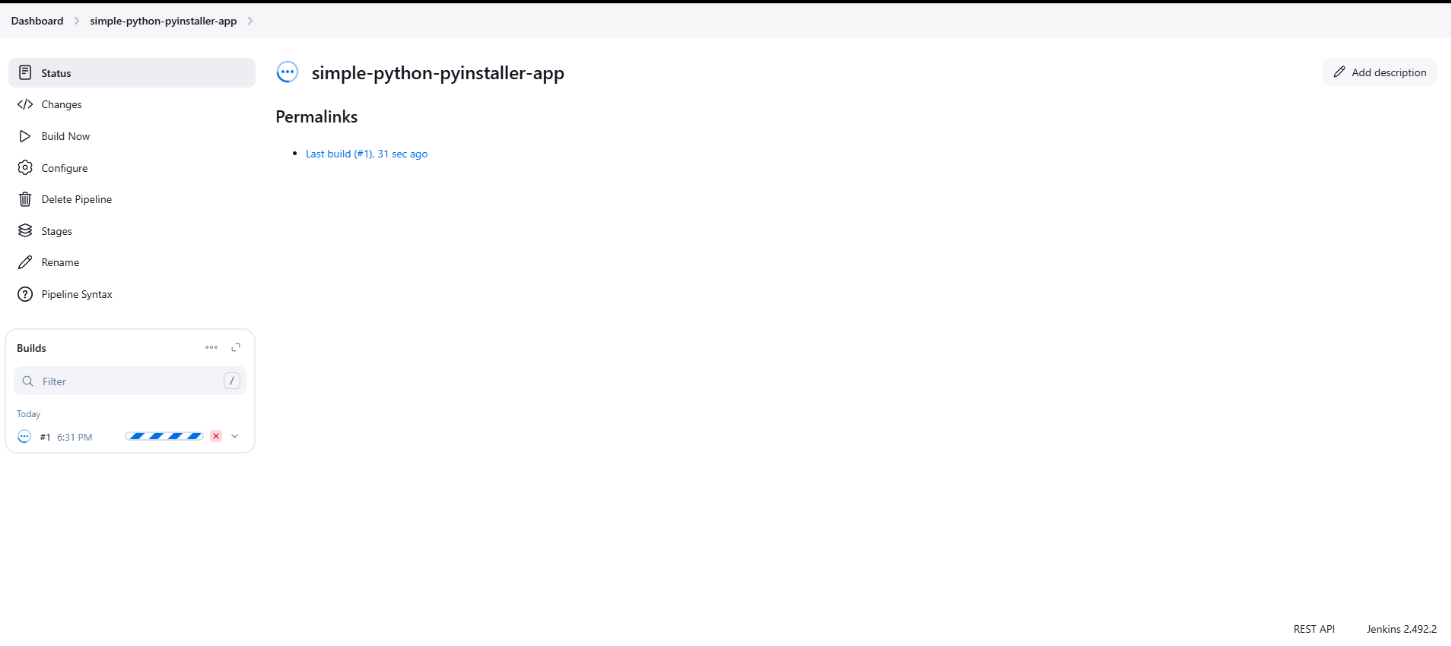 Dashboard simple-python-pyinstaller-app
Status
Changes
Build Now
Configure
Delete Pipeline
Stages
Rename
Pipeline Syntax
Builds
Filter /
Today
#1 6:31 PM
simple-python-pyinstaller-app
Add description
Permalinks
Last build (#1), 31 sec ago
REST API Jenkins 2.492.2